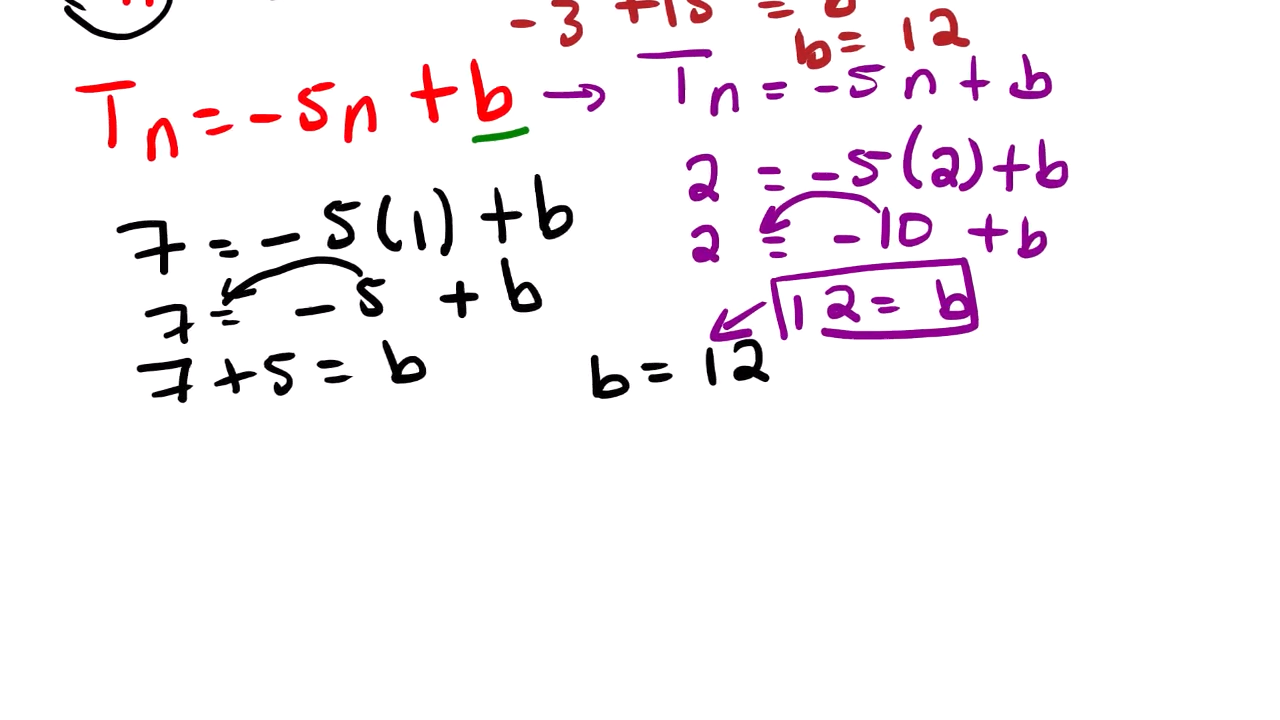 -3 + 15 = b
b = 12
Tn = -5n + b → Tn = -5n + b
7 = -5(1) + b
7 = -5 + b
7 + 5 = b
2 = -5(2) + b
2 = -10 + b
12 = b
b = 12